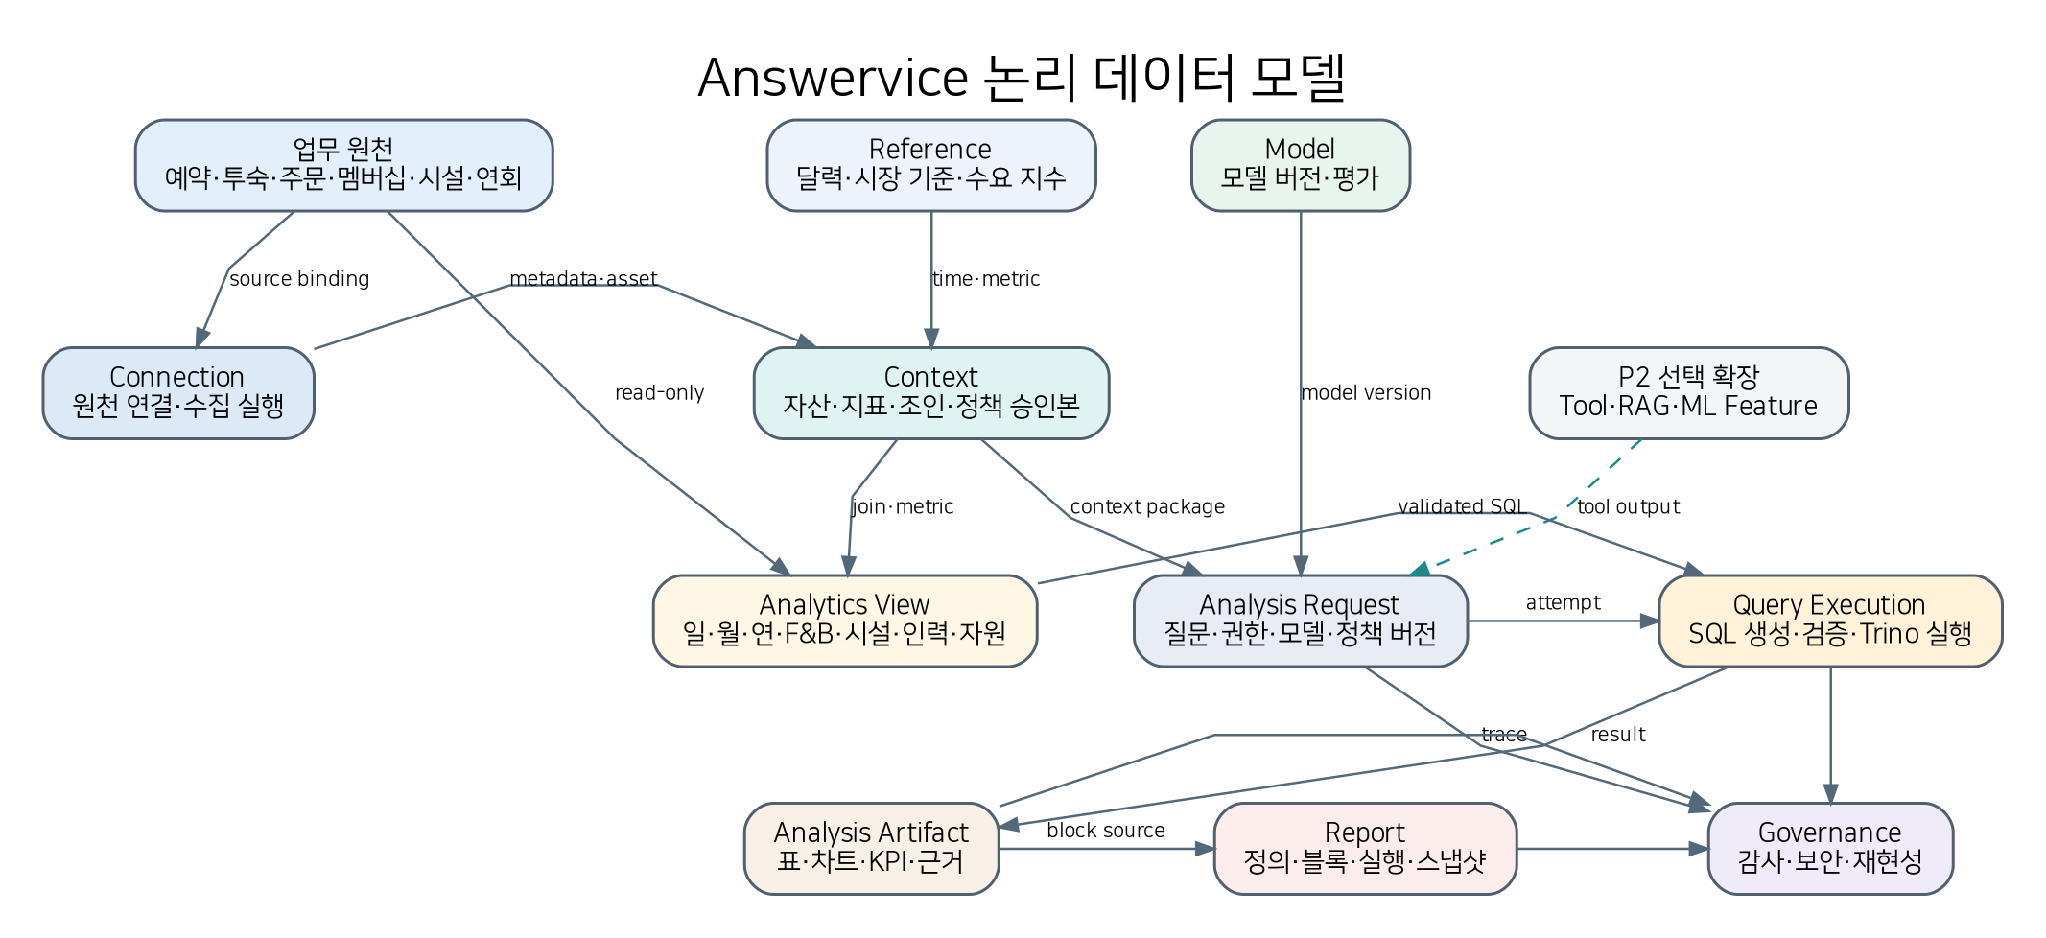 Answervice 논리 데이터 모델
업무 원천
예약·투숙·주문·멤버십·시설·연회
Reference
달력·시장 기준·수요 지수
Model
모델 버전·평가
source binding
metadata·asset
time·metric
Connection
원천 연결·수집 실행
read-only
Context
자산·지표·조인·정책 승인본
model version
P2 선택 확장
Tool·RAG·ML Feature
join·metric
context package
validated SQL
tool output
Analytics View
일·월·연·F&B·시설·인력·자원
Analysis Request
질문·권한·모델·정책 버전
attempt
Query Execution
SQL 생성·검증·Trino 실행
trace
result
Analysis Artifact
표·차트·KPI·근거
block source
Report
정의·블록·실행·스냅샷
Governance
감사·보안·재현성